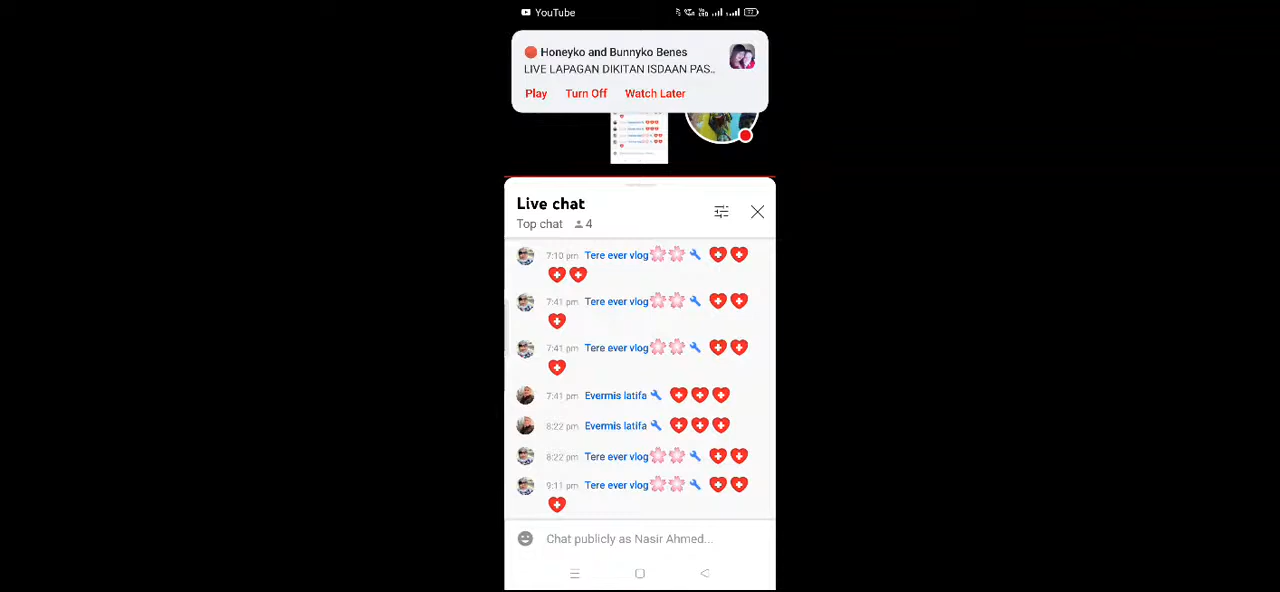 YouTube
Honeyko and Bunnyko Benes
LIVE LAPAGAN DIKITAN ISDAAN PAS..
Play Turn Off Watch Later
Live chat
Top chat 4
7:10 pm Tere ever vlog
7:41 pm Tere ever vlog
7:41 pm Tere ever vlog
7:41 pm Evermis latifa
8:22 pm Evermis latifa
8:22 pm Tere ever vlog
9:11 pm Tere ever vlog
Chat publicly as Nasir Ahmed...